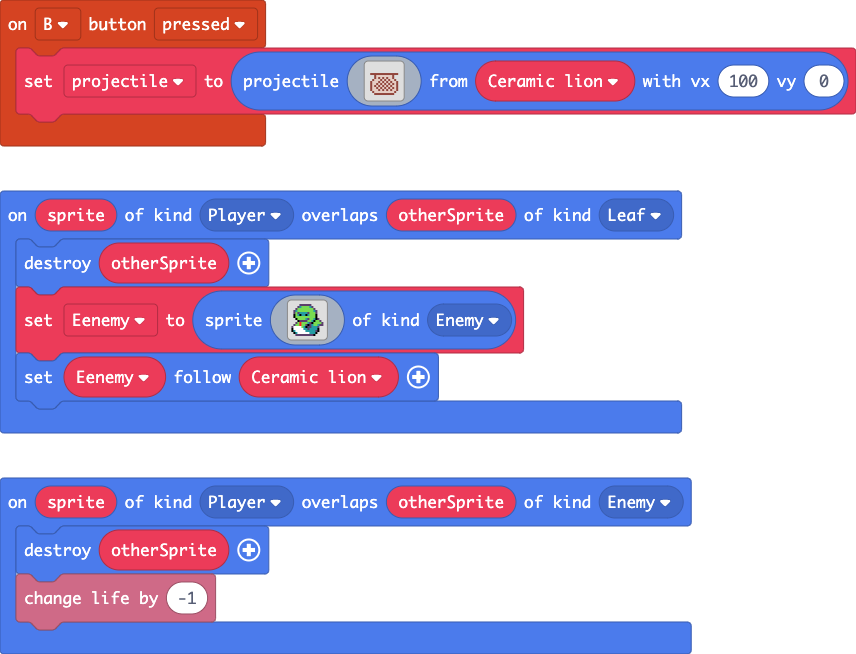 on B button pressed
set projectile to projectile from Ceramic lion with vx 100 vy 0
on sprite of kind Player overlaps otherSprite of kind Leaf
destroy otherSprite
set Eenemy to sprite of kind Enemy
set Eenemy follow Ceramic lion
on sprite of kind Player overlaps otherSprite of kind Enemy
destroy otherSprite
change life by -1